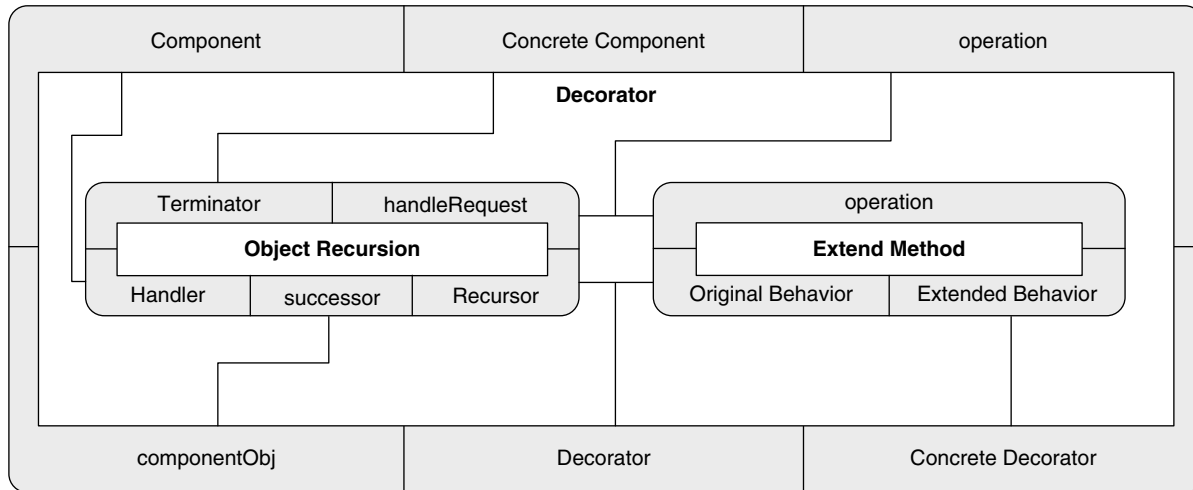 Component
Concrete Component
operation
Decorator
Terminator
handleRequest
operation
Object Recursion
Extend Method
Handler
successor
Recursor
Original Behavior
Extended Behavior
componentObj
Decorator
Concrete Decorator